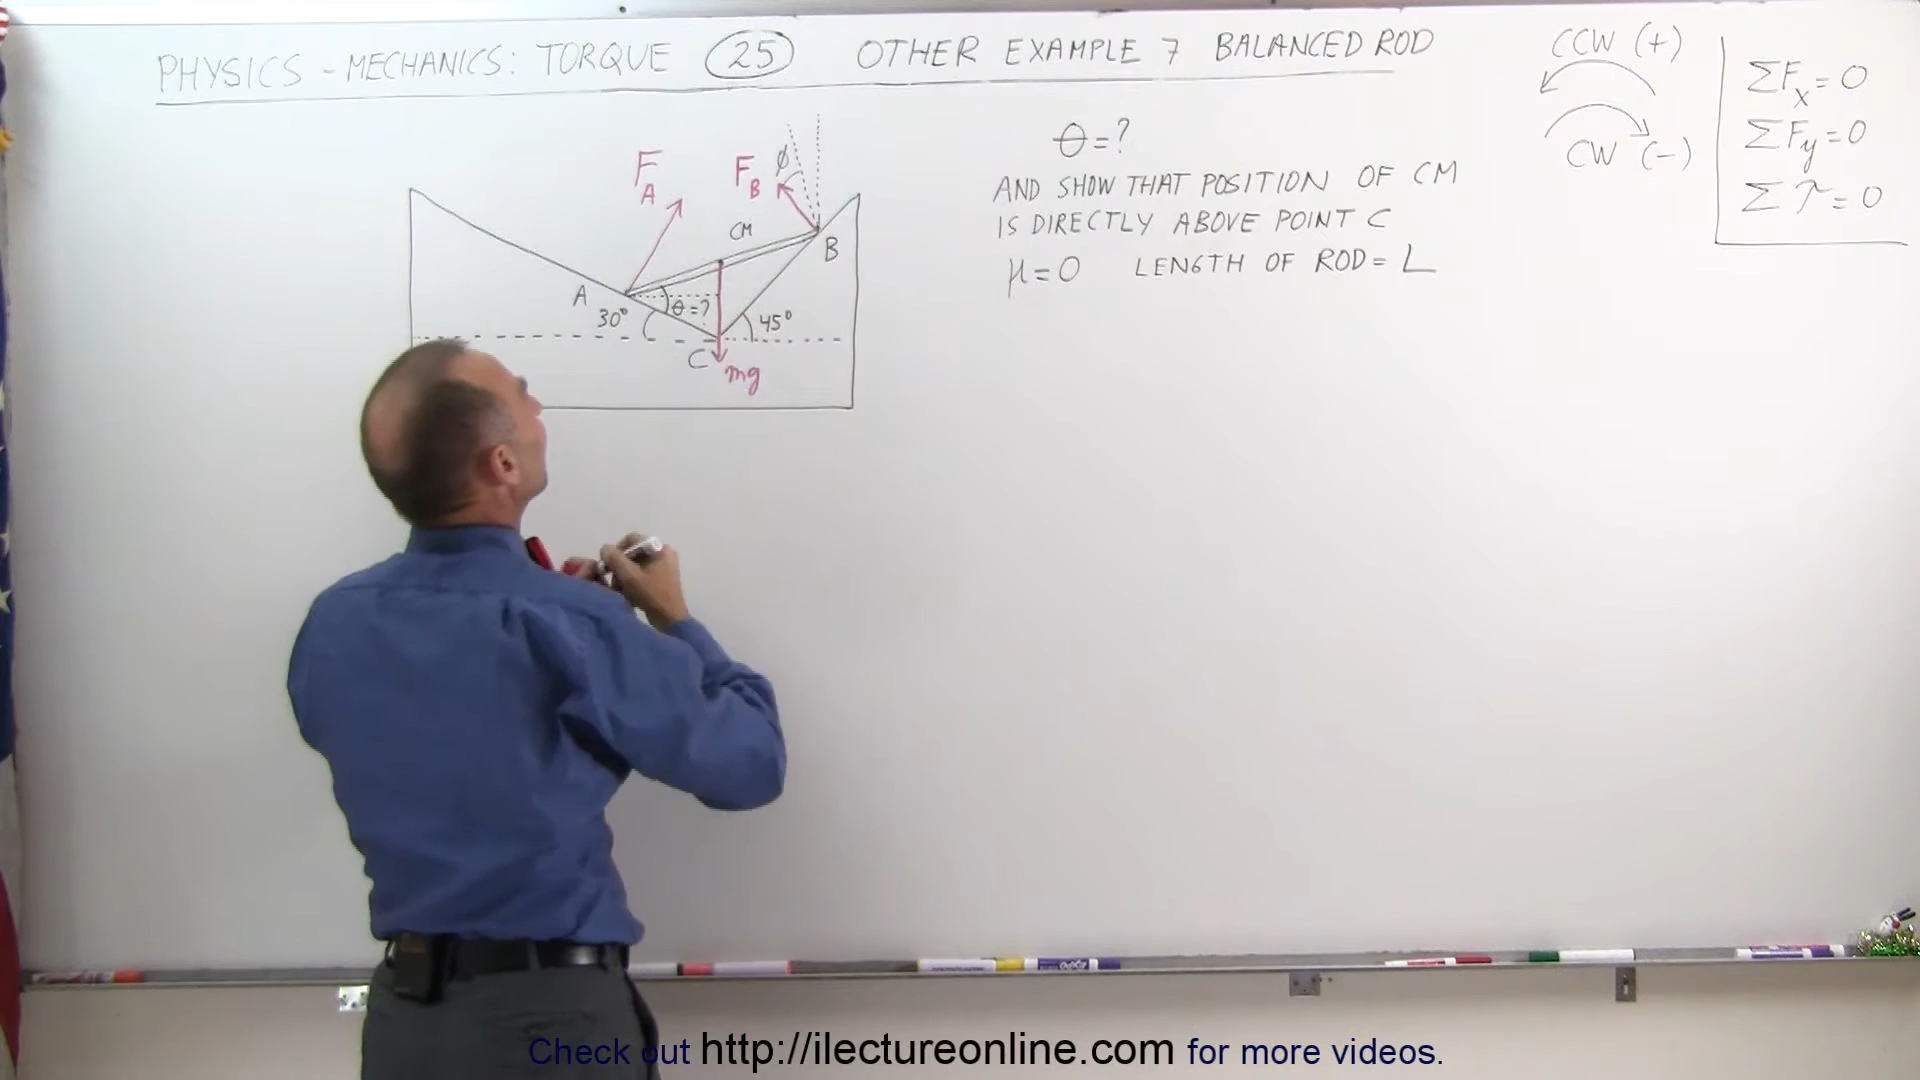 PHYSICS - MECHANICS: TORQUE 25 OTHER EXAMPLE 7 BALANCED ROD
CCW (+)
CW (-)
ΣFx = 0
ΣFy = 0
Στ = 0
θ = ?
AND SHOW THAT POSITION OF CM
IS DIRECTLY ABOVE POINT C
μ = 0 LENGTH OF ROD = L
FA
FB
φ
CM
B
A
30°
θ = ?
45°
C
mg
Check out http://ilectureonline.com for more videos.